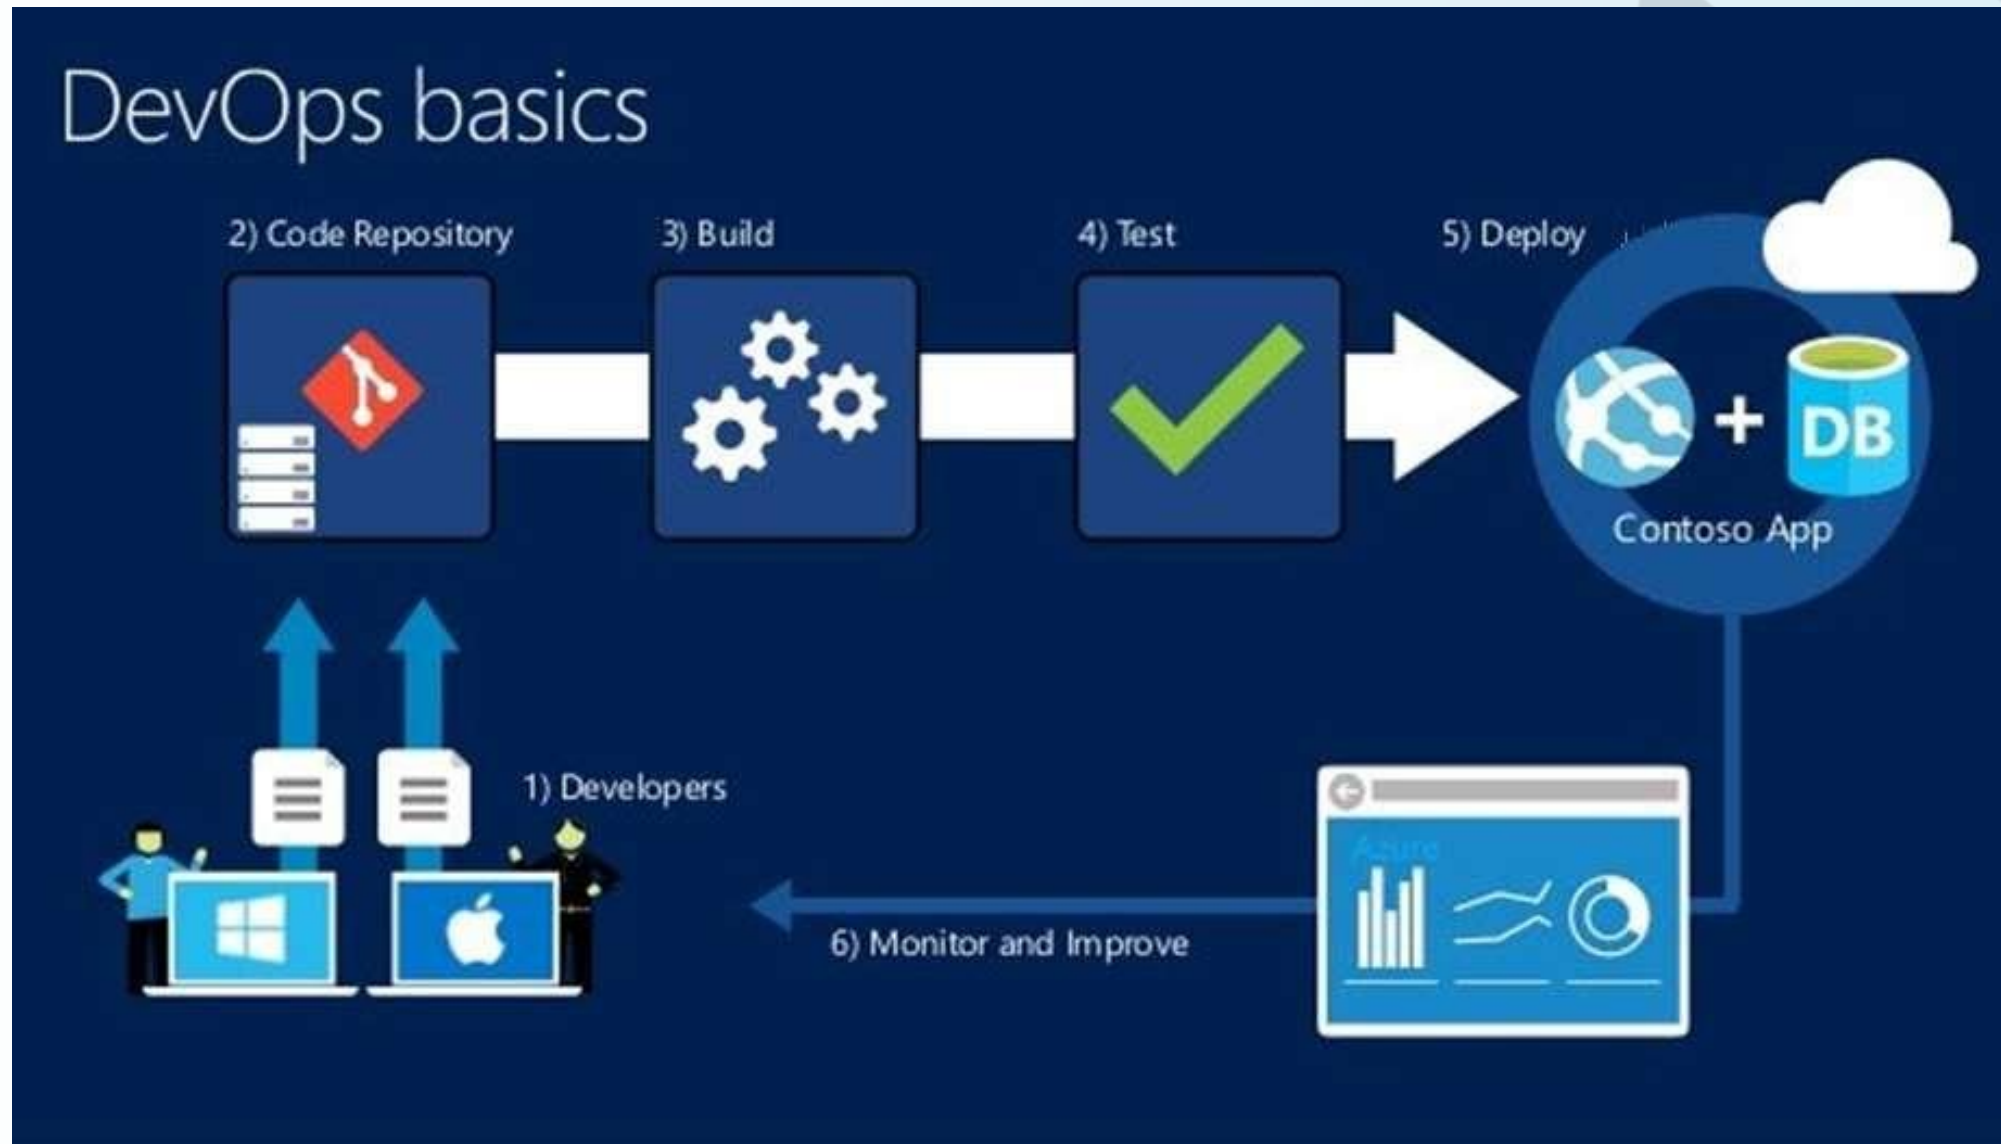 DevOps basics
2) Code Repository
3) Build
4) Test
5) Deploy
DB
Contoso App
1) Developers
Azure
6) Monitor and Improve